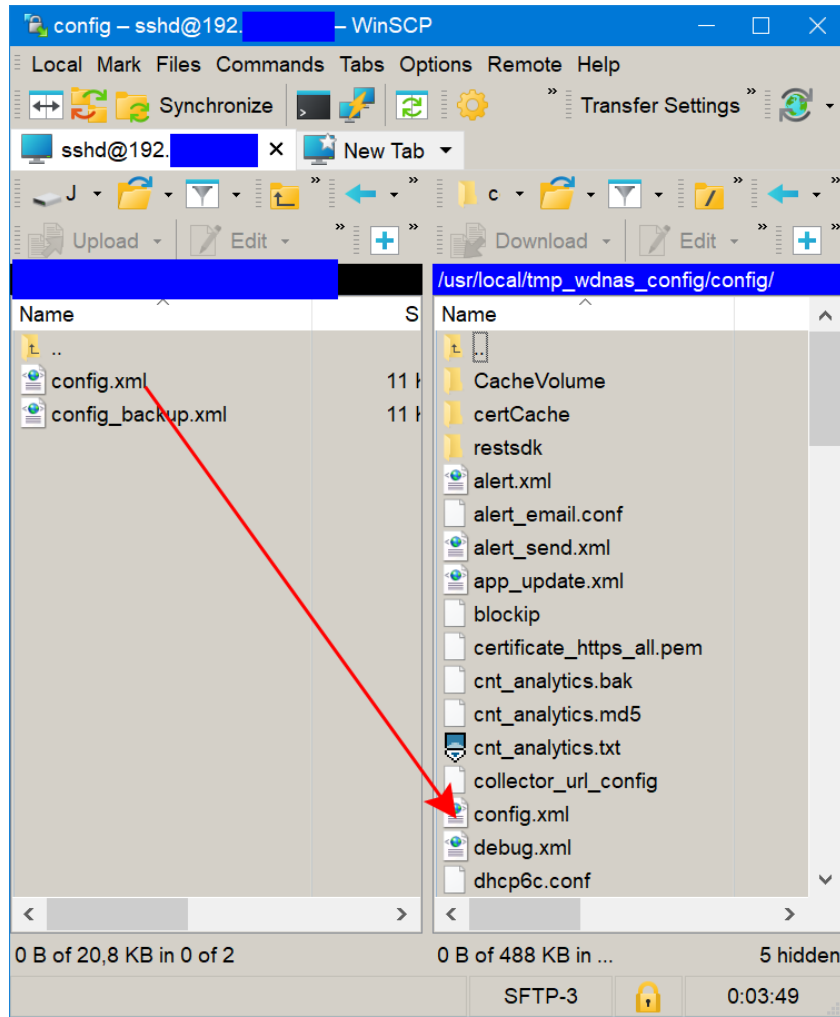 config – sshd@192. – WinSCP
Local Mark Files Commands Tabs Options Remote Help
Synchronize » Transfer Settings »
sshd@192. × New Tab
J » » c » »
Upload Edit » » Download Edit » »
/usr/local/tmp_wdnas_config/config/
Name S
..
config.xml 11
config_backup.xml 11
Name
..
CacheVolume
certCache
restsdk
alert.xml
alert_email.conf
alert_send.xml
app_update.xml
blockip
certificate_https_all.pem
cnt_analytics.bak
cnt_analytics.md5
cnt_analytics.txt
collector_url_config
config.xml
debug.xml
dhcp6c.conf
0 B of 20,8 KB in 0 of 2
0 B of 488 KB in ... 5 hidden
SFTP-3 0:03:49